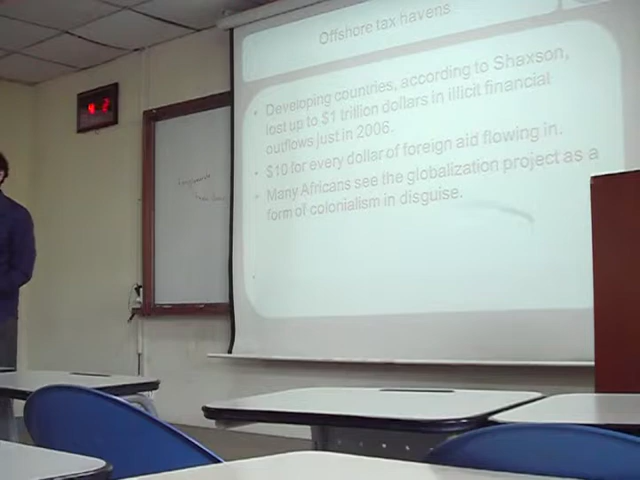 Offshore tax havens
• Developing countries, according to Shaxson,
lost up to $1 trillion dollars in illicit financial
outflows just in 2006.
• $10 for every dollar of foreign aid flowing in.
• Many Africans see the globalization project as a
form of colonialism in disguise.